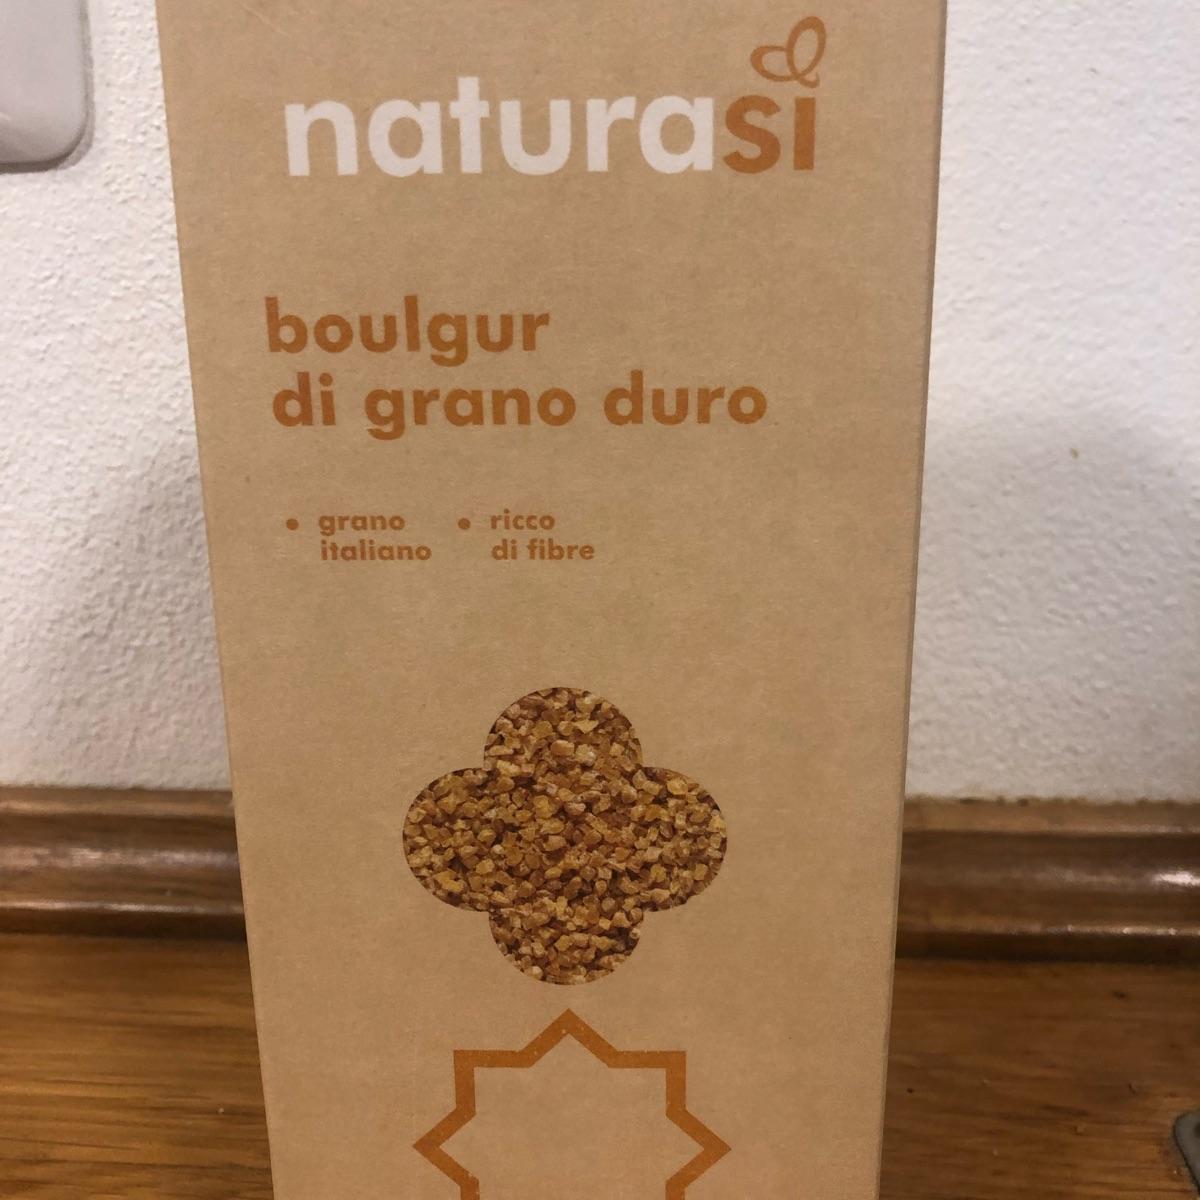 naturasì
boulgur
di grano duro
• grano
italiano
• ricco
di fibre